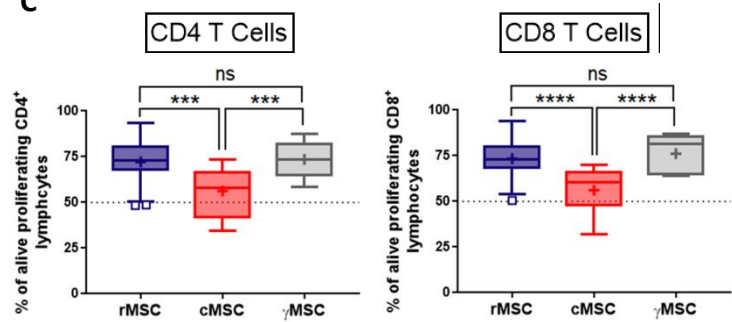 C
CD4 T Cells
ns
*** ***
100
75
50
25
0
% of alive proliferating CD4+
lymphcytes
rMSC cMSC γMSC
CD8 T Cells
ns
**** ****
100
75
50
25
0
% of alive proliferating CD8+
lymphocytes
rMSC cMSC γMSC